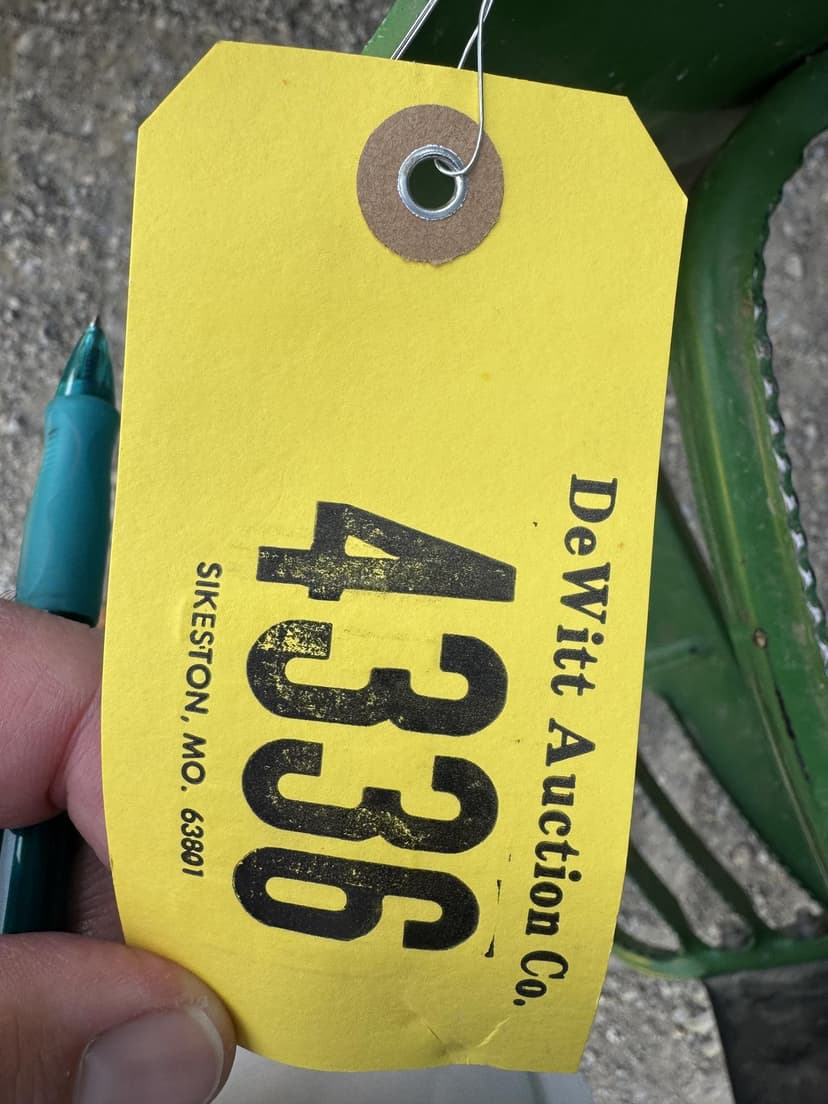 DeWitt Auction Co.
4336
SIKESTON, MO. 63801